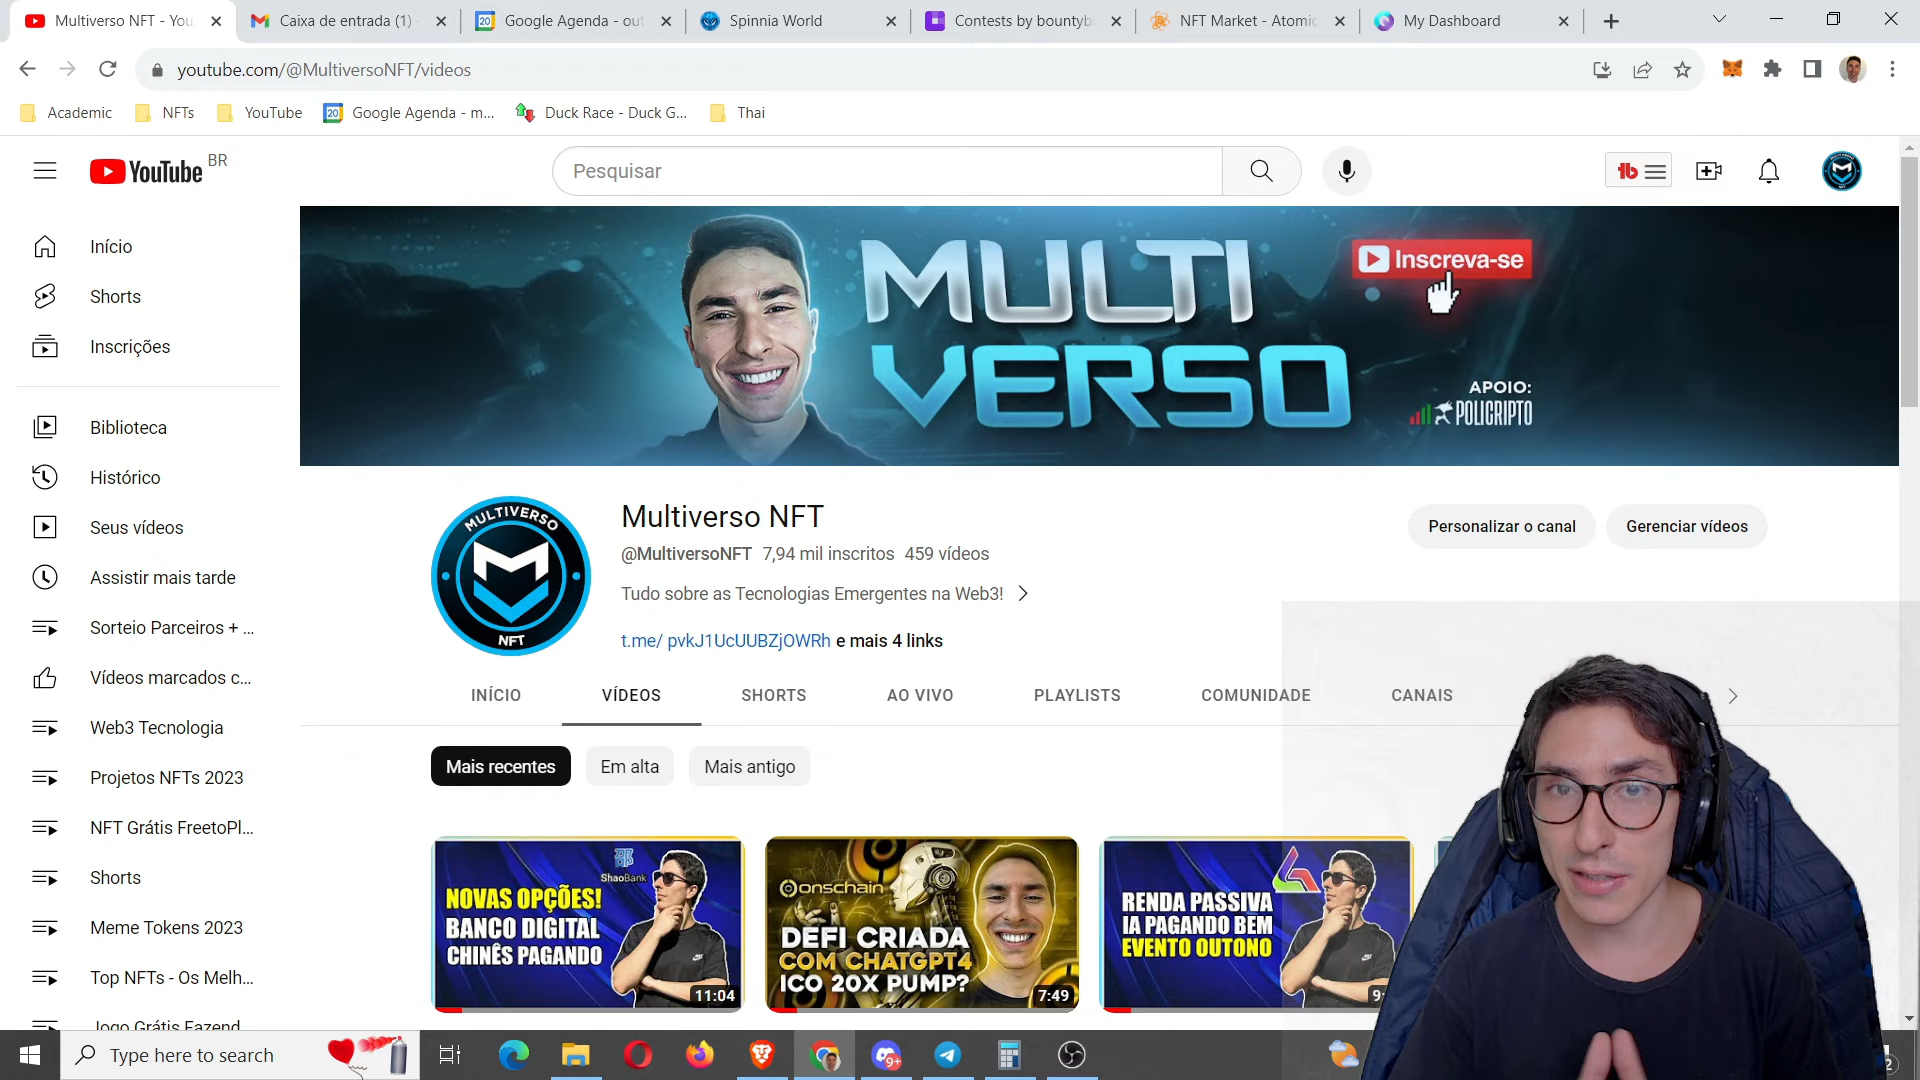 Multiverso NFT - You
Caixa de entrada (1) -
Google Agenda - out
Spinnia World
Contests by bountyb
NFT Market - Atomic
My Dashboard
youtube.com/@MultiversoNFT/videos
Academic
NFTs
YouTube
Google Agenda - m...
Duck Race - Duck G...
Thai
YouTube BR
Pesquisar
tb
MULTI
VERSO
Inscreva-se
APOIO:
POLICRIPTO
Início
Shorts
Inscrições
Biblioteca
Histórico
Seus vídeos
Assistir mais tarde
Sorteio Parceiros + ...
Vídeos marcados c...
Web3 Tecnologia
Projetos NFTs 2023
NFT Grátis FreetoPl...
Shorts
Meme Tokens 2023
Top NFTs - Os Melh...
Jogo Grátis Fazend
MULTIVERSO
NFT
Multiverso NFT
@MultiversoNFT 7,94 mil inscritos 459 vídeos
Tudo sobre as Tecnologias Emergentes na Web3!
t.me/ pvkJ1UcUUBZjOWRh e mais 4 links
Personalizar o canal
Gerenciar vídeos
INÍCIO
VÍDEOS
SHORTS
AO VIVO
PLAYLISTS
COMUNIDADE
CANAIS
Mais recentes
Em alta
Mais antigo
ShaoBank
NOVAS OPÇÕES!
BANCO DIGITAL
CHINÊS PAGANDO
11:04
onschain
DEFI CRIADA
COM CHATGPT4
ICO 20X PUMP?
7:49
RENDA PASSIVA
IA PAGANDO BEM
EVENTO OUTONO
9:
Type here to search
9+
2